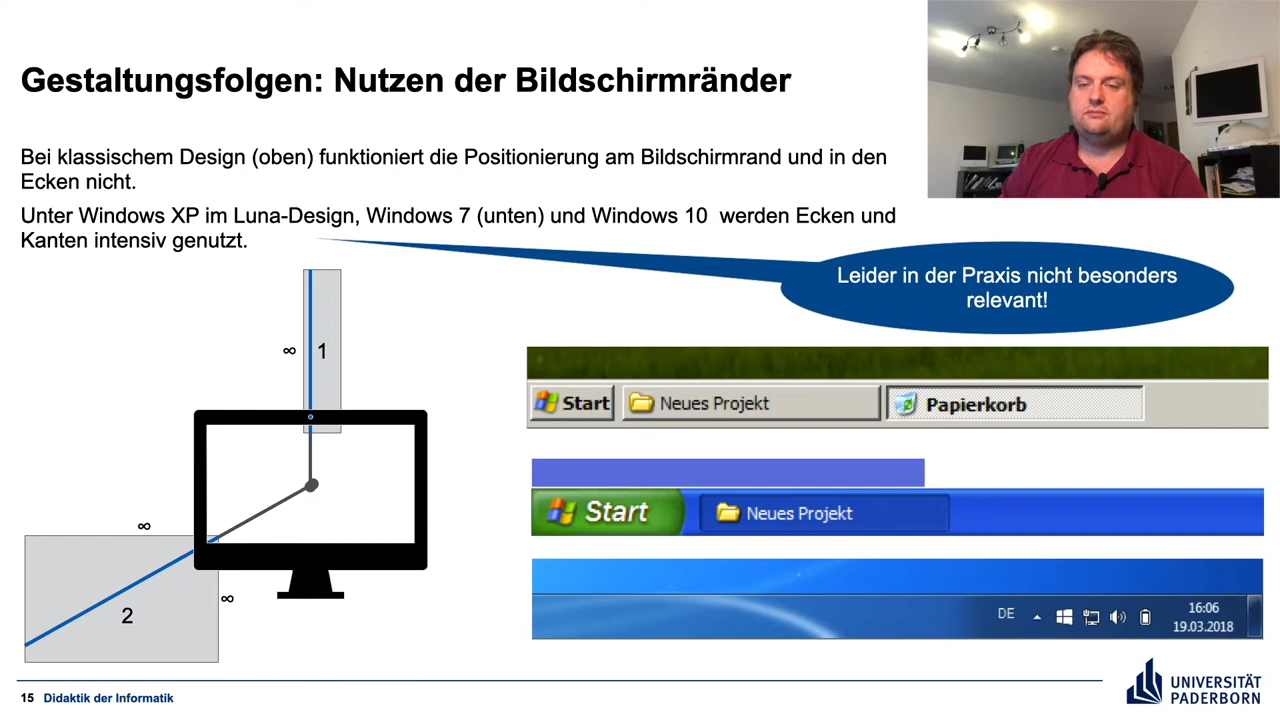 Gestaltungsfolgen: Nutzen der Bildschirmränder
Bei klassischem Design (oben) funktioniert die Positionierung am Bildschirmrand und in den
Ecken nicht.
Unter Windows XP im Luna-Design, Windows 7 (unten) und Windows 10 werden Ecken und
Kanten intensiv genutzt.
Leider in der Praxis nicht besonders
relevant!
∞ 1
Start Neues Projekt Papierkorb
Start Neues Projekt
∞
∞
2
DE 16:06
19.03.2018
15 Didaktik der Informatik
UNIVERSITÄT
PADERBORN